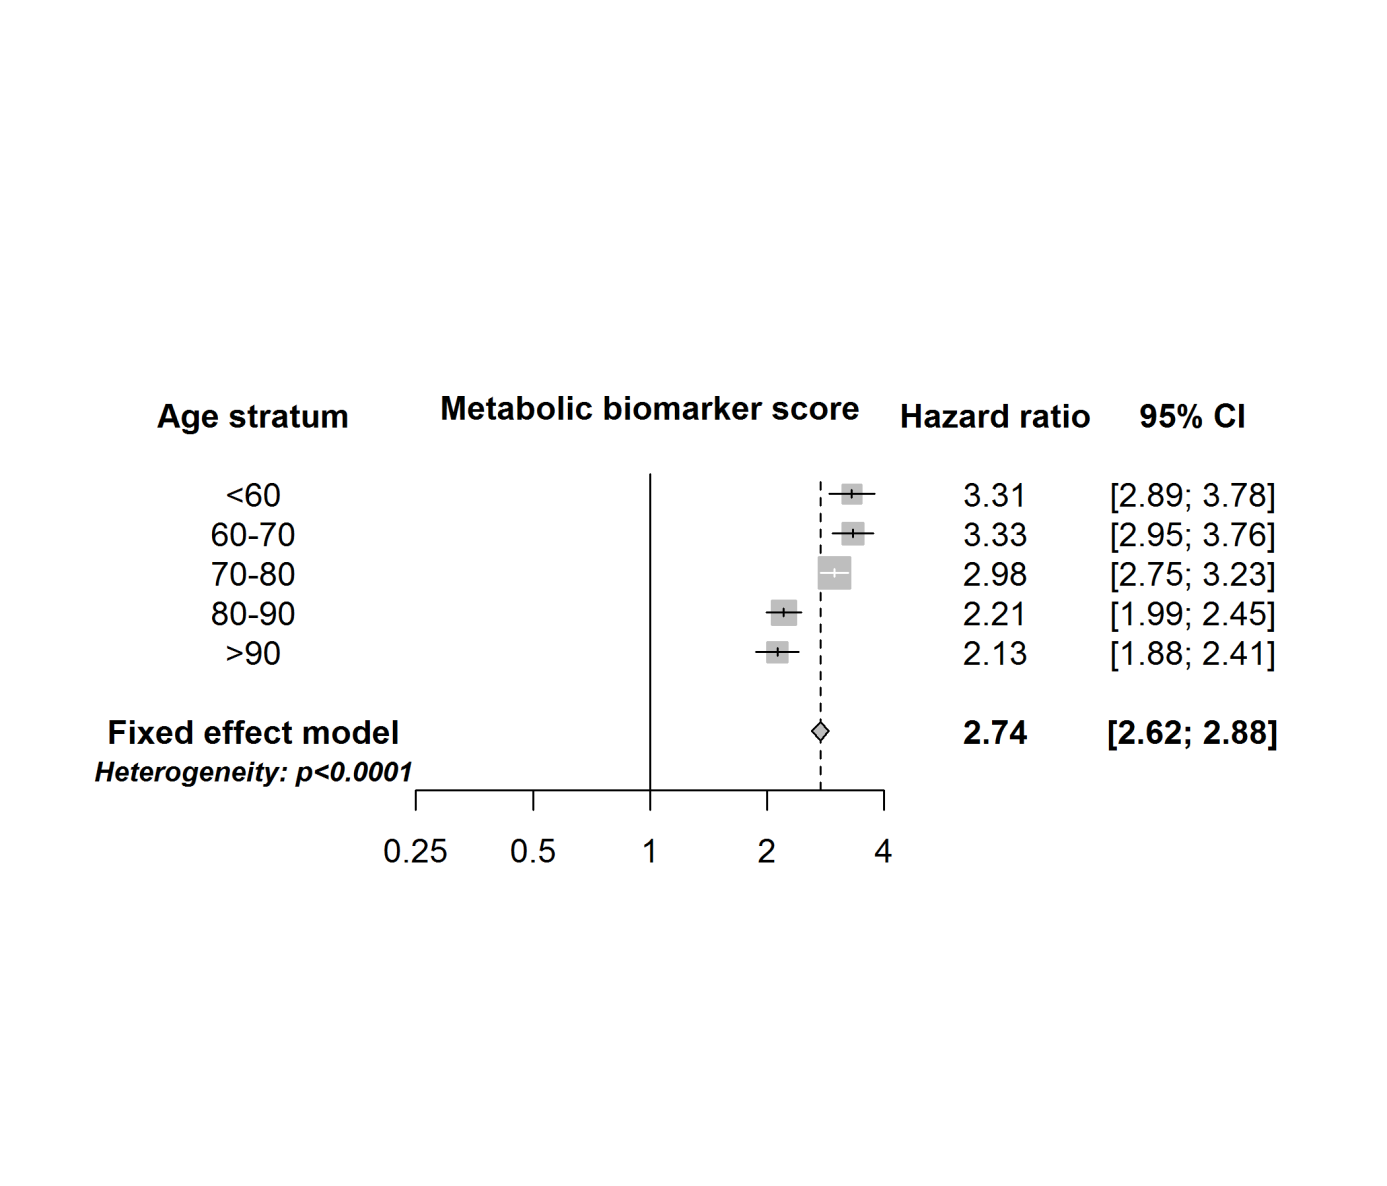 Age stratum Metabolic biomarker score Hazard ratio 95% CI
<60 3.31 [2.89; 3.78]
60-70 3.33 [2.95; 3.76]
70-80 2.98 [2.75; 3.23]
80-90 2.21 [1.99; 2.45]
>90 2.13 [1.88; 2.41]
Fixed effect model 2.74 [2.62; 2.88]
Heterogeneity: p<0.0001
0.25 0.5 1 2 4